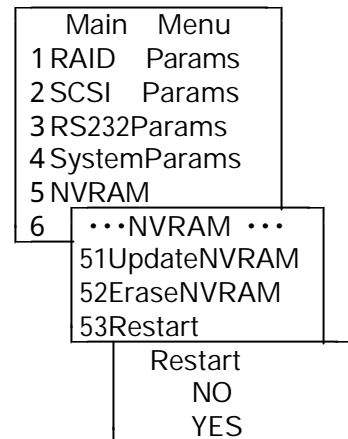 Main Menu
1 RAID Params
2 SCSI Params
3 RS232Params
4 SystemParams
5 NVRAM
6
···NVRAM ···
51UpdateNVRAM
52EraseNVRAM
53Restart
Restart
NO
YES